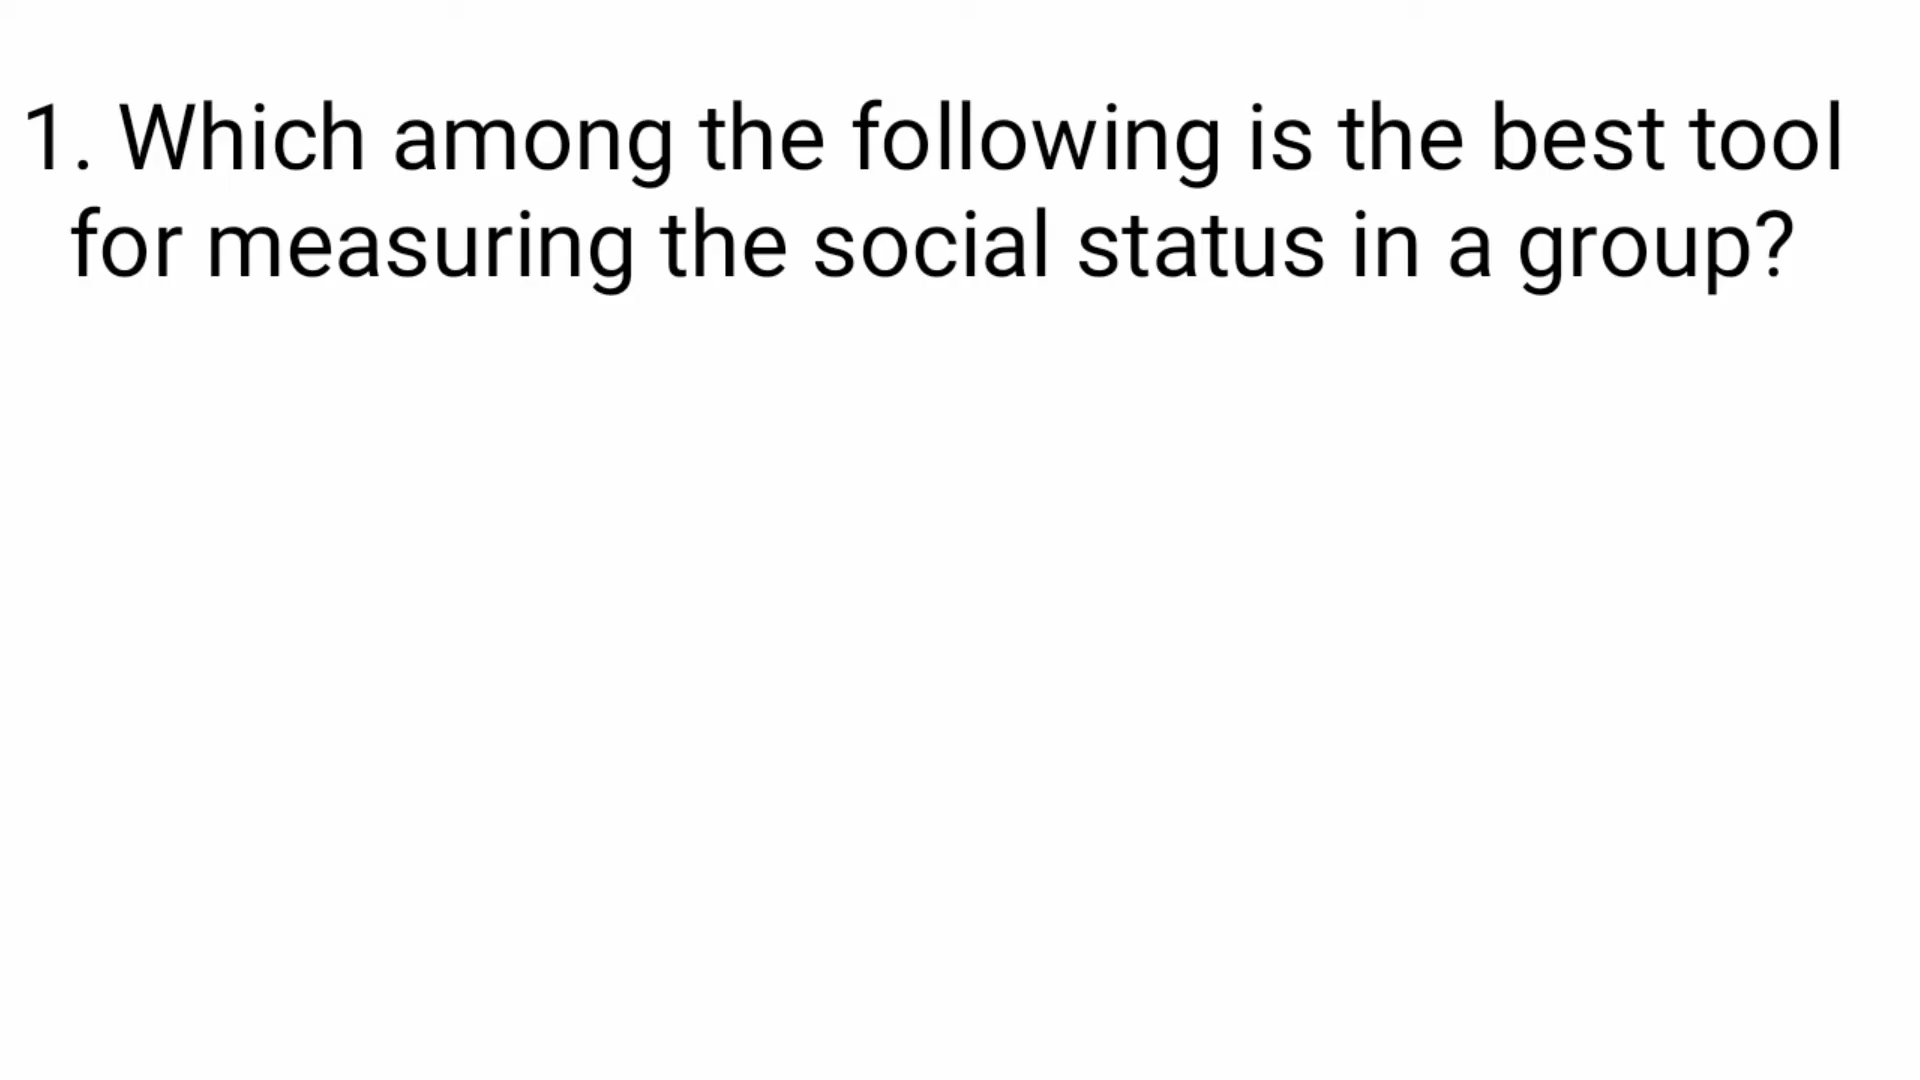 1. Which among the following is the best tool
for measuring the social status in a group?